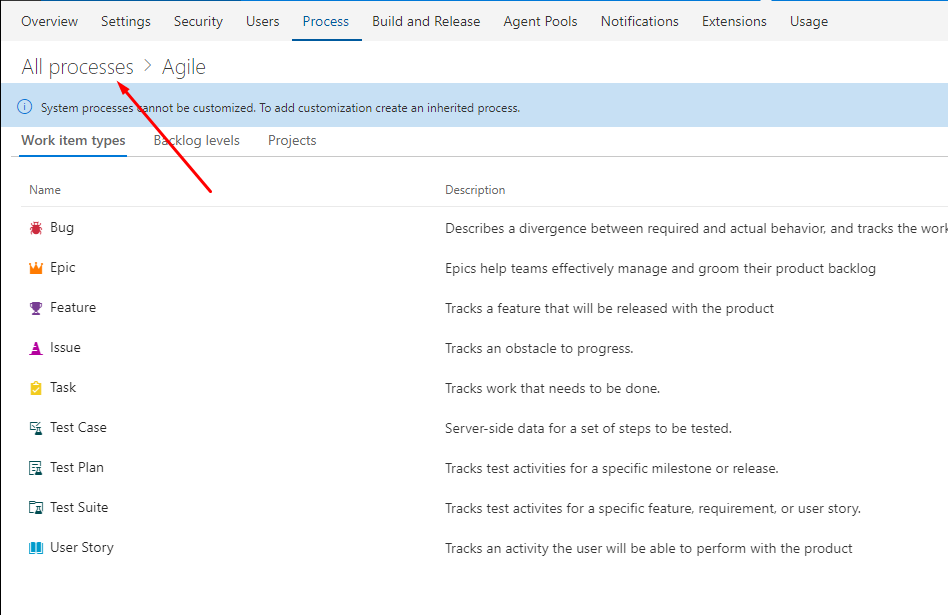 Overview Settings Security Users Process Build and Release Agent Pools Notifications Extensions Usage
All processes > Agile
System processes cannot be customized. To add customization create an inherited process.
Work item types Backlog levels Projects
Name Description
Bug Describes a divergence between required and actual behavior, and tracks the work
Epic Epics help teams effectively manage and groom their product backlog
Feature Tracks a feature that will be released with the product
Issue Tracks an obstacle to progress.
Task Tracks work that needs to be done.
Test Case Server-side data for a set of steps to be tested.
Test Plan Tracks test activities for a specific milestone or release.
Test Suite Tracks test activites for a specific feature, requirement, or user story.
User Story Tracks an activity the user will be able to perform with the product